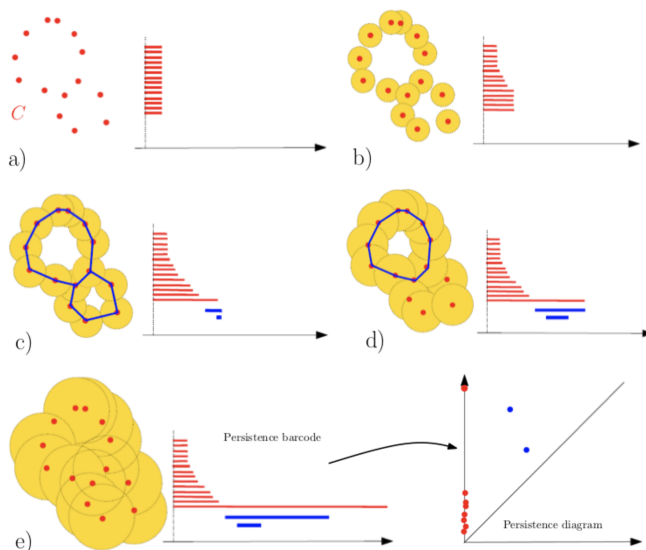 C
a)
b)
c)
d)
Persistence barcode
Persistence diagram
e)